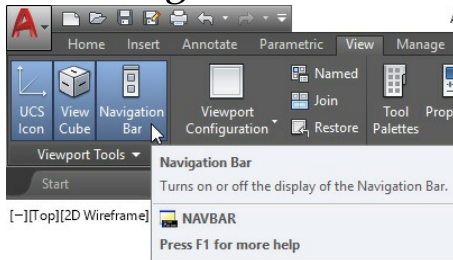 Home Insert Annotate Parametric View Manage
UCS Icon
View Cube
Navigation Bar
Viewport Configuration
Named
Join
Restore
Tool Palettes
Viewport Tools
Start
[−][Top][2D Wireframe]
Navigation Bar
Turns on or off the display of the Navigation Bar.
NAVBAR
Press F1 for more help